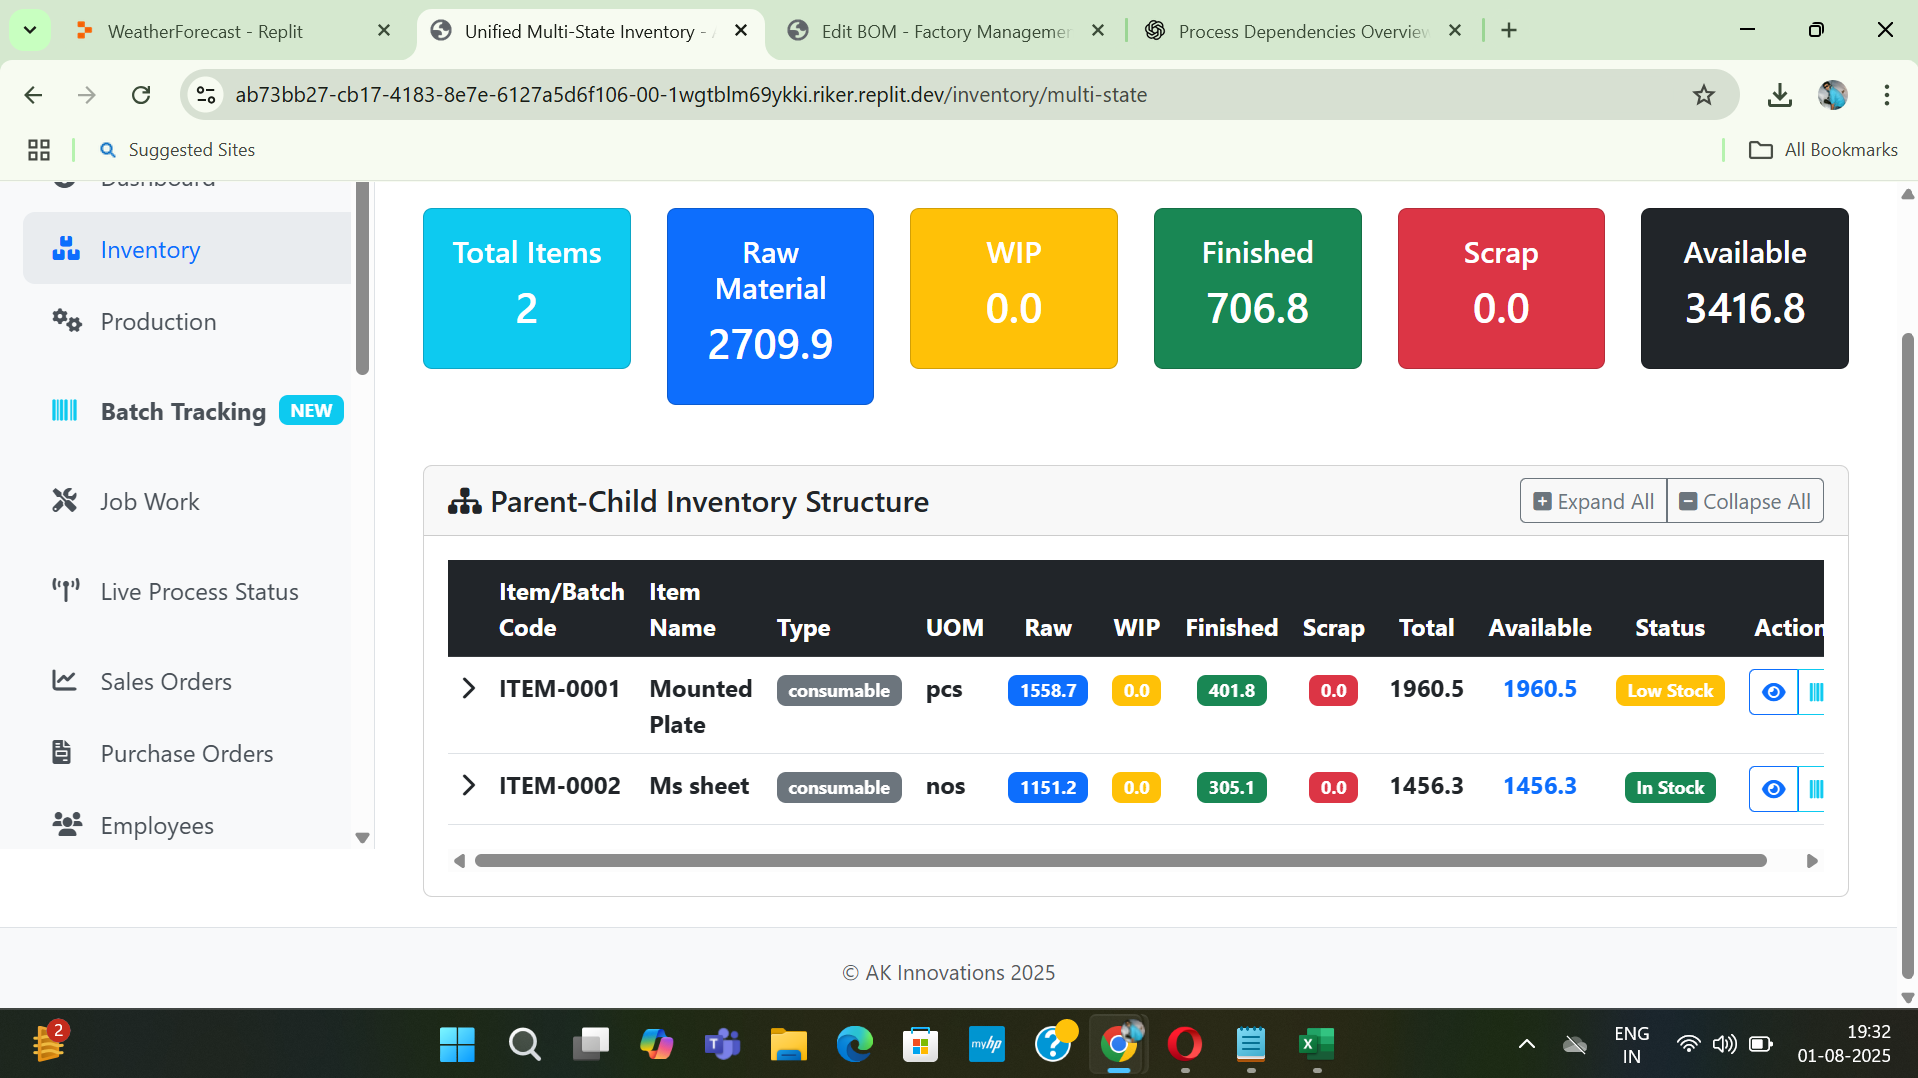 WeatherForecast - Replit
Unified Multi-State Inventory -
Edit BOM - Factory Managemen
Process Dependencies Overview
ab73bb27-cb17-4183-8e7e-6127a5d6f106-00-1wgtblm69ykki.riker.replit.dev/inventory/multi-state
Suggested Sites
All Bookmarks
Dashboard
Inventory
Production
Batch Tracking NEW
Job Work
Live Process Status
Sales Orders
Purchase Orders
Employees
Total Items
2
Raw
Material
2709.9
WIP
0.0
Finished
706.8
Scrap
0.0
Available
3416.8
Parent-Child Inventory Structure
Expand All
Collapse All
Item/Batch Code Item Name Type UOM Raw WIP Finished Scrap Total Available Status Action
ITEM-0001 Mounted Plate consumable pcs 1558.7 0.0 401.8 0.0 1960.5 1960.5 Low Stock
ITEM-0002 Ms sheet consumable nos 1151.2 0.0 305.1 0.0 1456.3 1456.3 In Stock
© AK Innovations 2025
2
myhp
ENG
IN
19:32
01-08-2025